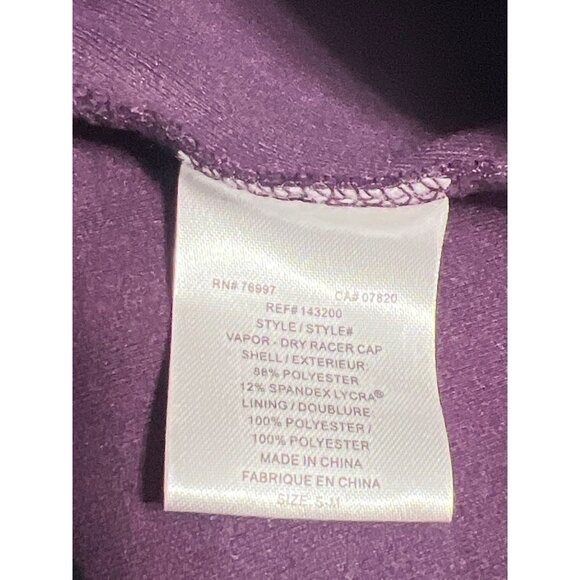 RN# 76997 CA# 07820
REF# 143200
STYLE / STYLE#
VAPOR - DRY RACER CAP
SHELL / EXTERIEUR
88% POLYESTER
12% SPANDEX LYCRA®
LINING / DOUBLURE
100% POLYESTER /
100% POLYESTER
MADE IN CHINA
FABRIQUE EN CHINA
SIZE: S-M